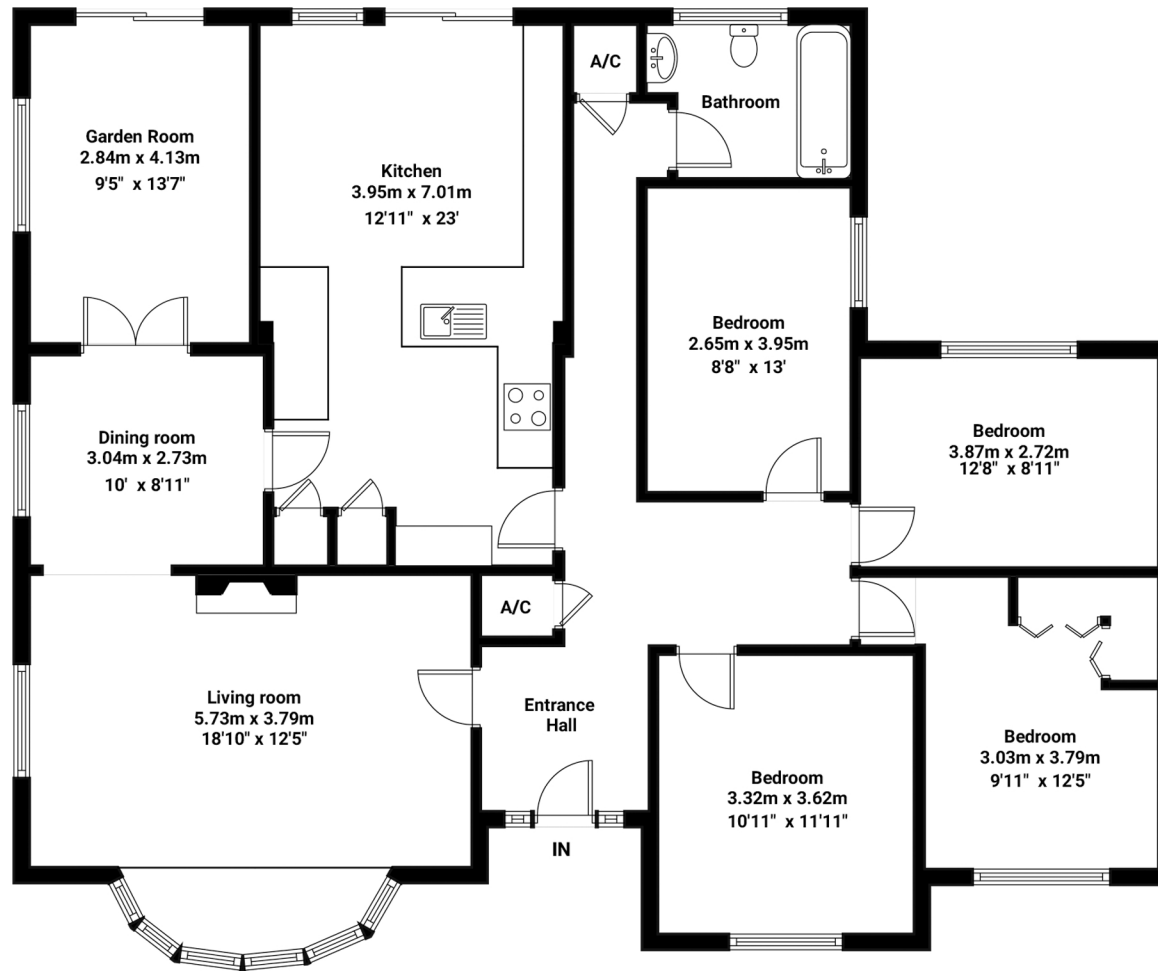 A/C
Bathroom
Garden Room
2.84m x 4.13m
9'5" x 13'7"
Kitchen
3.95m x 7.01m
12'11" x 23'
Bedroom
2.65m x 3.95m
8'8" x 13'
Dining room
3.04m x 2.73m
10' x 8'11"
Bedroom
3.87m x 2.72m
12'8" x 8'11"
A/C
Living room
5.73m x 3.79m
18'10" x 12'5"
Entrance
Hall
Bedroom
3.03m x 3.79m
9'11" x 12'5"
Bedroom
3.32m x 3.62m
10'11" x 11'11"
IN